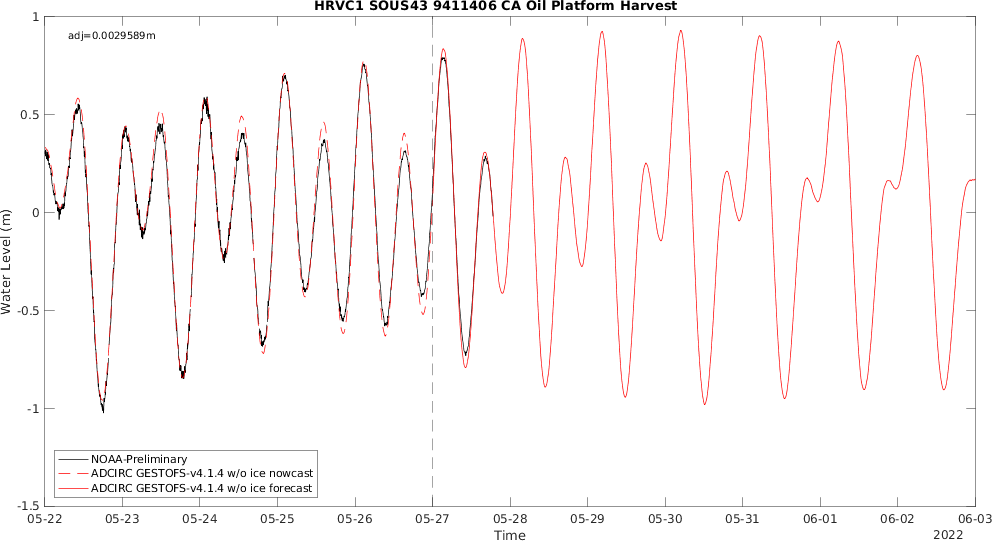 HRVC1 SOUS43 9411406 CA Oil Platform Harvest
adj=0.0029589m
1
0.5
0
-0.5
-1
-1.5
Water Level (m)
NOAA-Preliminary
ADCIRC GESTOFS-v4.1.4 w/o ice nowcast
ADCIRC GESTOFS-v4.1.4 w/o ice forecast
05-22 05-23 05-24 05-25 05-26 05-27 05-28 05-29 05-30 05-31 06-01 06-02 06-03
Time
2022